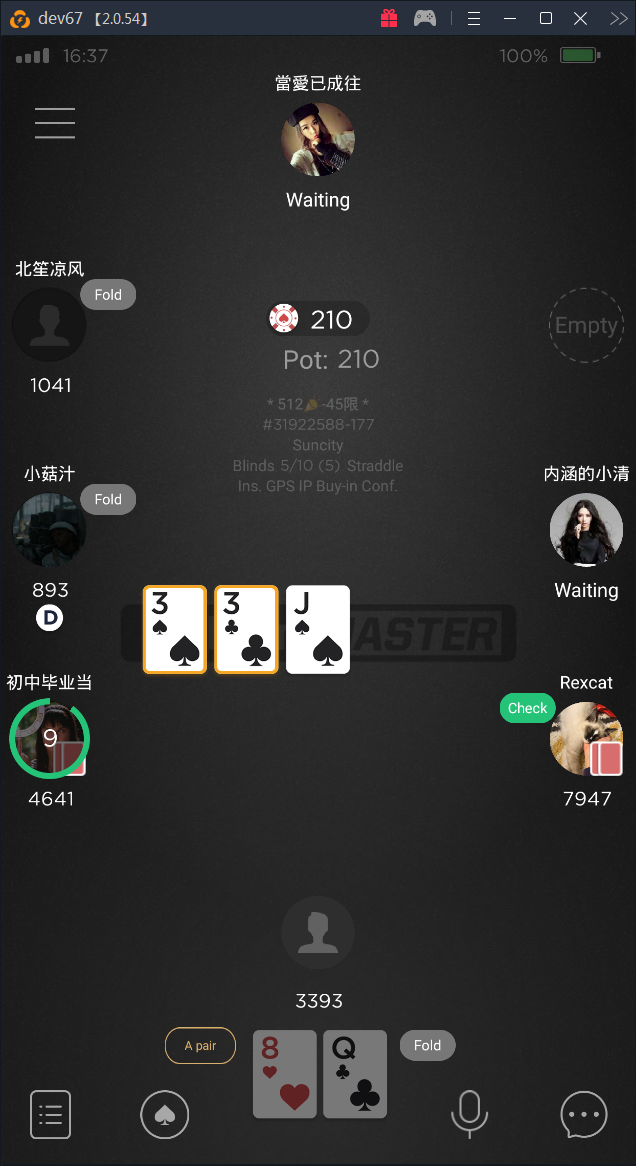 dev67 【2.0.54】
16:37
100%
當愛已成往
Waiting
北笙凉风
Fold
1041
210
Pot: 210
Empty
* 512 -45限 *
#31922588-177
Suncity
Blinds 5/10 (5) Straddle
Ins. GPS IP Buy-in Conf.
小菇汁
Fold
893
D
内涵的小清
Waiting
3
3
J
MASTER
初中毕业当
9
4641
Rexcat
Check
7947
3393
A pair
8
Q
Fold